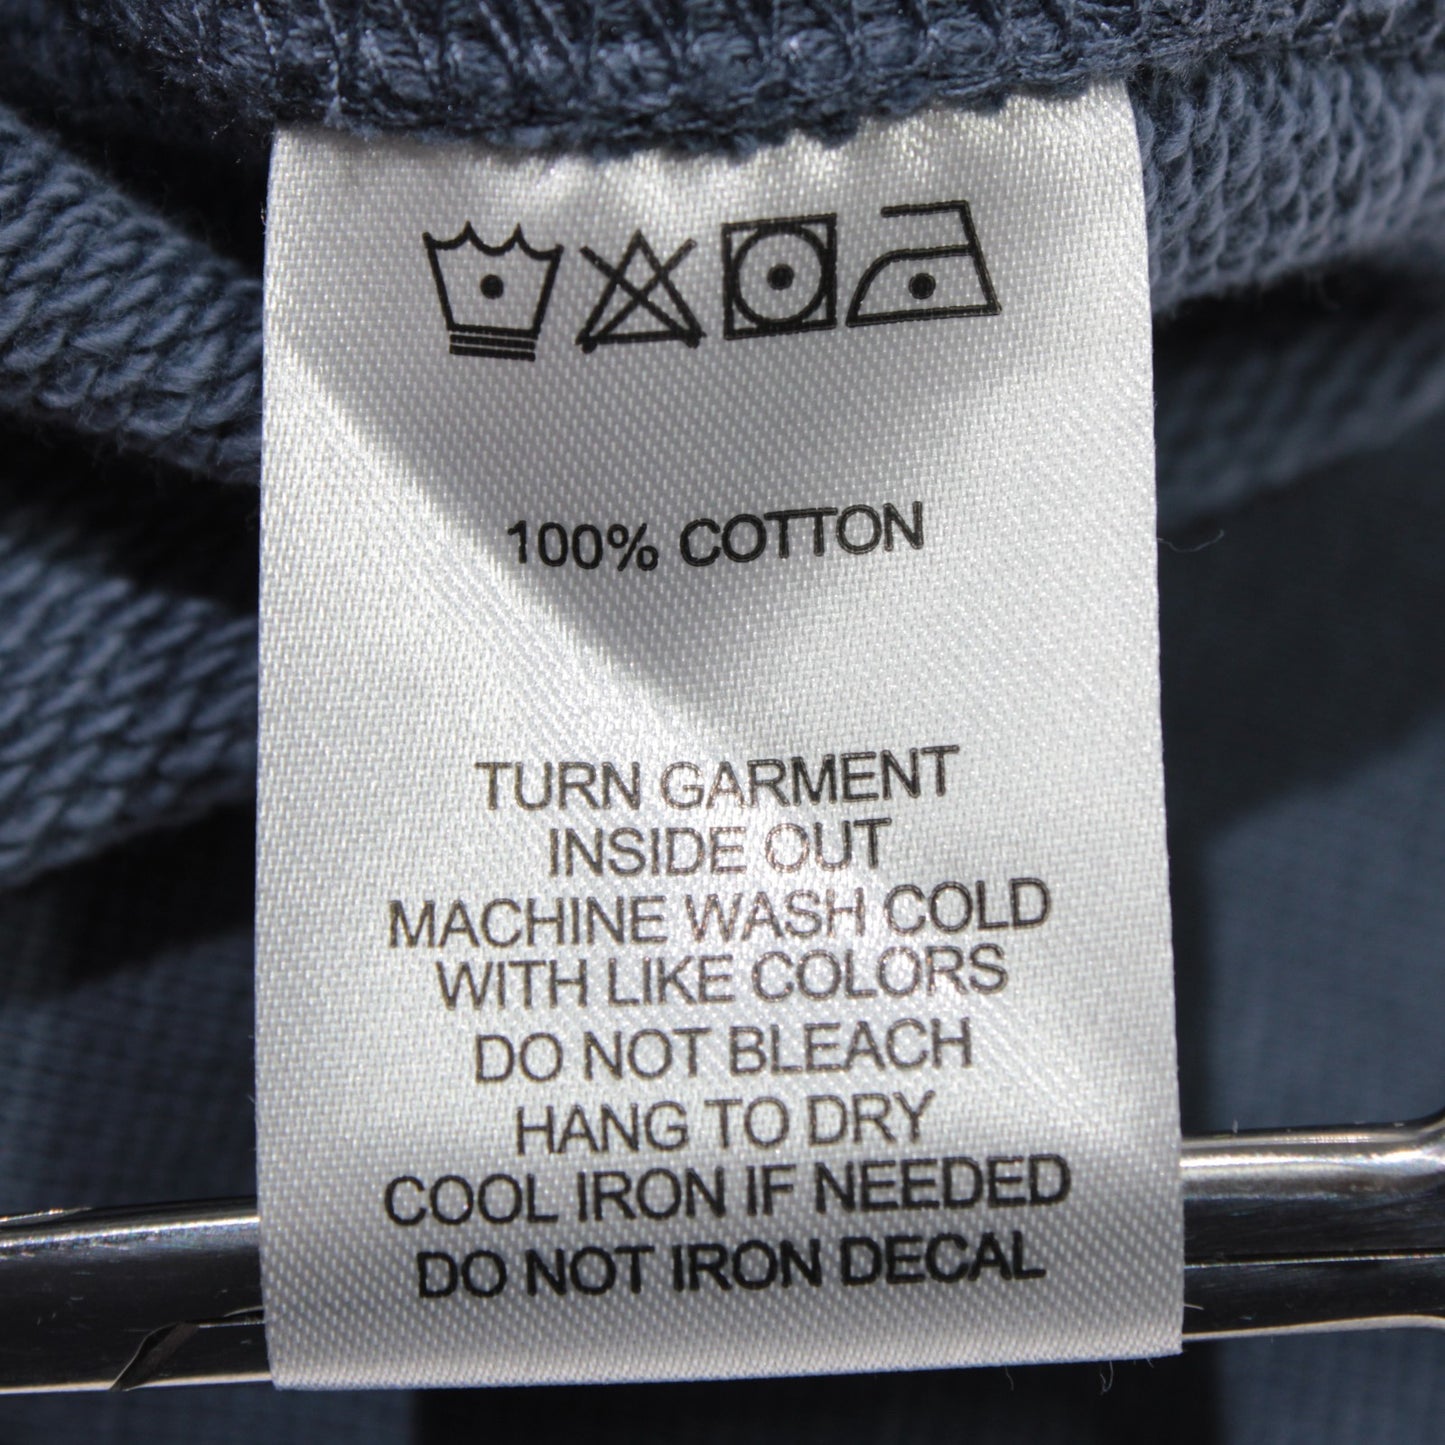 100% COTTON
TURN GARMENT
INSIDE OUT
MACHINE WASH COLD
WITH LIKE COLORS
DO NOT BLEACH
HANG TO DRY
COOL IRON IF NEEDED
DO NOT IRON DECAL